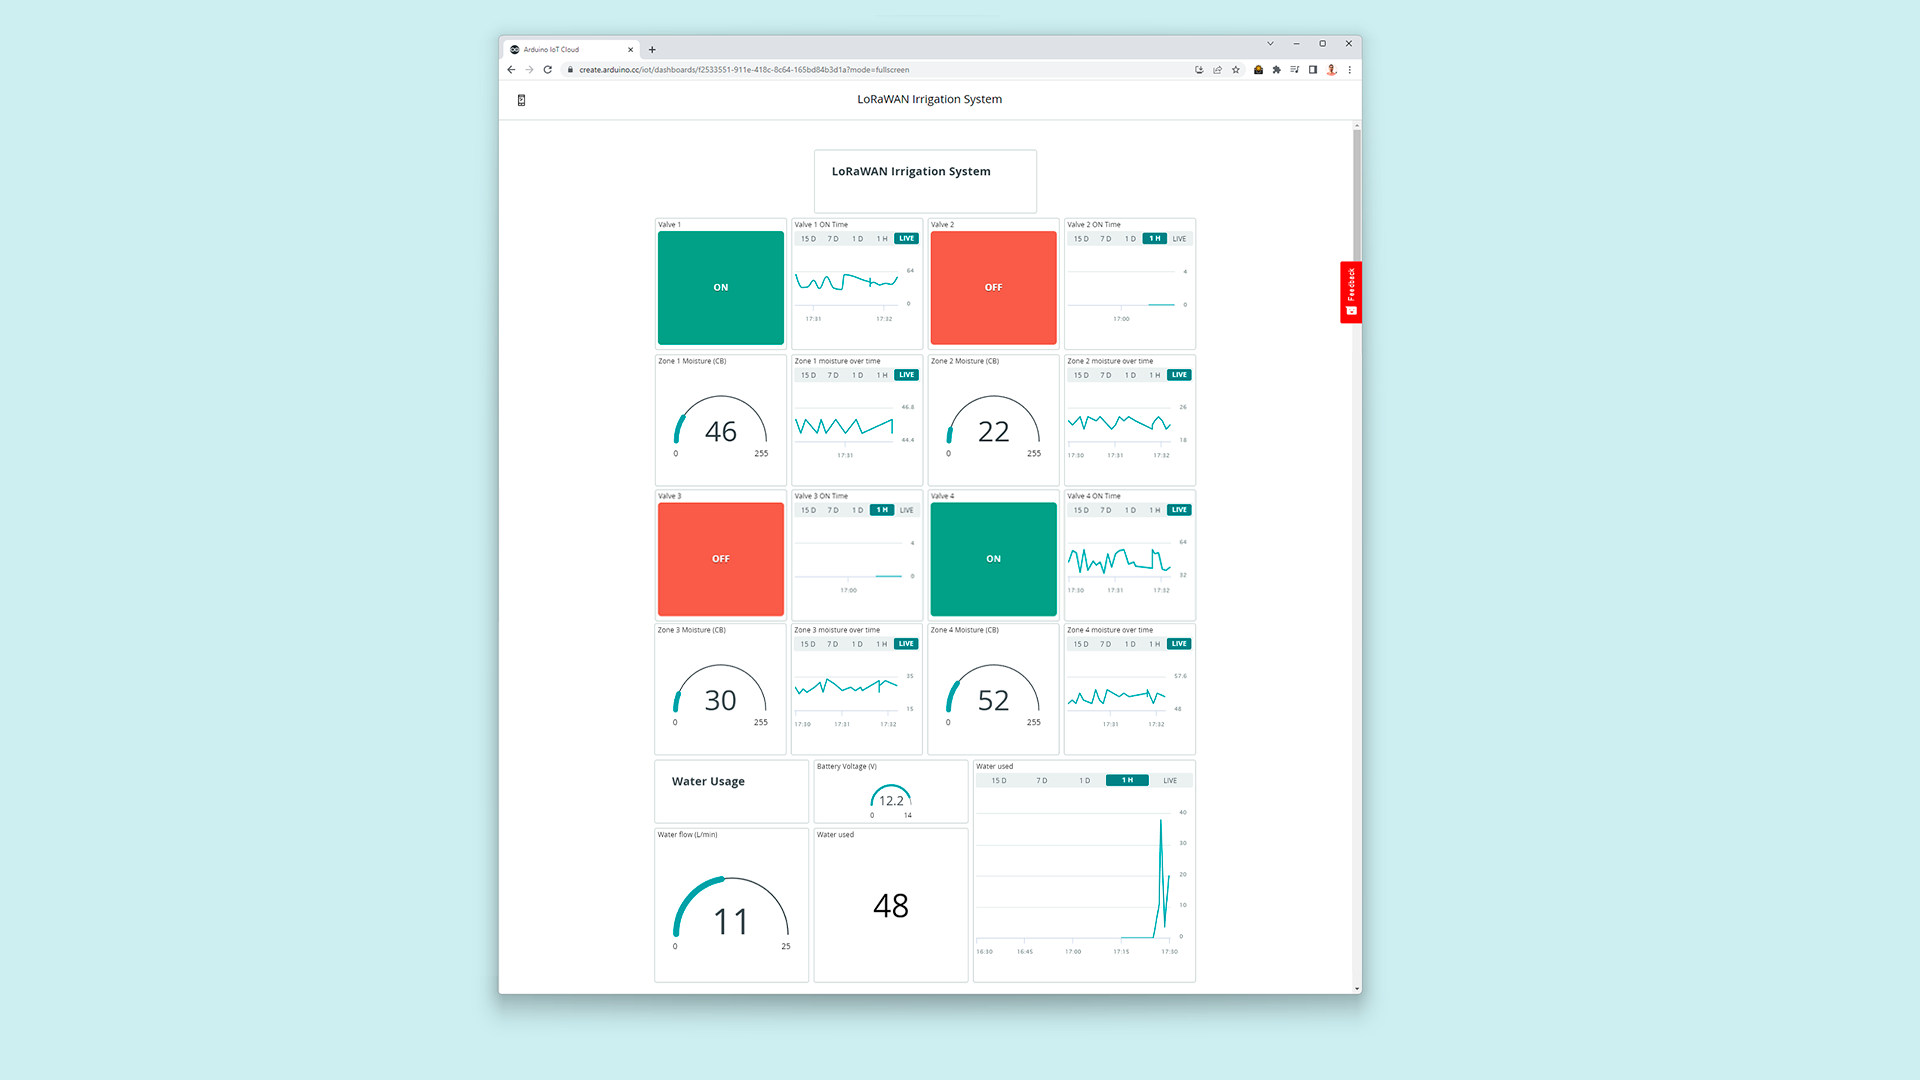 Arduino IoT Cloud
create.arduino.cc/iot/dashboards/f2533551-911e-418c-8c64-165bd84b3d1a?mode=fullscreen
LoRaWAN Irrigation System
LoRaWAN Irrigation System
Feedback
Valve 1
ON
Valve 1 ON Time
15 D 7 D 1 D 1 H LIVE
64
0
17:31 17:32
Valve 2
OFF
Valve 2 ON Time
15 D 7 D 1 D 1 H LIVE
4
0
17:00
Zone 1 Moisture (CB)
46
0 255
Zone 1 moisture over time
15 D 7 D 1 D 1 H LIVE
46.8
44.4
17:31
Zone 2 Moisture (CB)
22
0 255
Zone 2 moisture over time
15 D 7 D 1 D 1 H LIVE
26
18
17:30 17:31 17:32
Valve 3
OFF
Valve 3 ON Time
15 D 7 D 1 D 1 H LIVE
4
0
17:00
Valve 4
ON
Valve 4 ON Time
15 D 7 D 1 D 1 H LIVE
64
32
17:30 17:31 17:32
Zone 3 Moisture (CB)
30
0 255
Zone 3 moisture over time
15 D 7 D 1 D 1 H LIVE
35
15
17:30 17:31 17:32
Zone 4 Moisture (CB)
52
0 255
Zone 4 moisture over time
15 D 7 D 1 D 1 H LIVE
57.6
48
17:31 17:32
Water Usage
Battery Voltage (V)
12.2
0 14
Water flow (L/min)
11
0 25
Water used
48
Water used
15 D 7 D 1 D 1 H LIVE
40
30
20
10
0
16:30 16:45 17:00 17:15 17:30